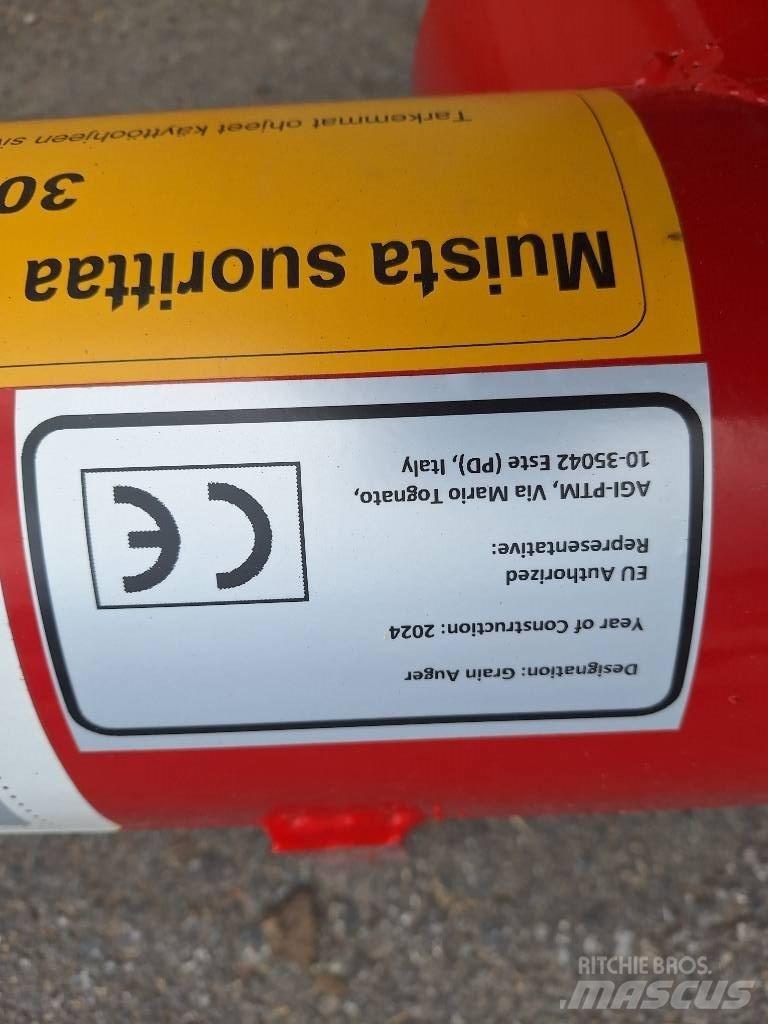 Muista suorittaa
30
Tarkemmat ohjeet käyttöohjeen
Designation: Grain Auger
Year of Construction: 2024
EU Authorized
Representative:
AGI-PTM, Via Mario Tognato,
10-35042 Este (PD), Italy
CE
RITCHIE BROS.
MASCUS